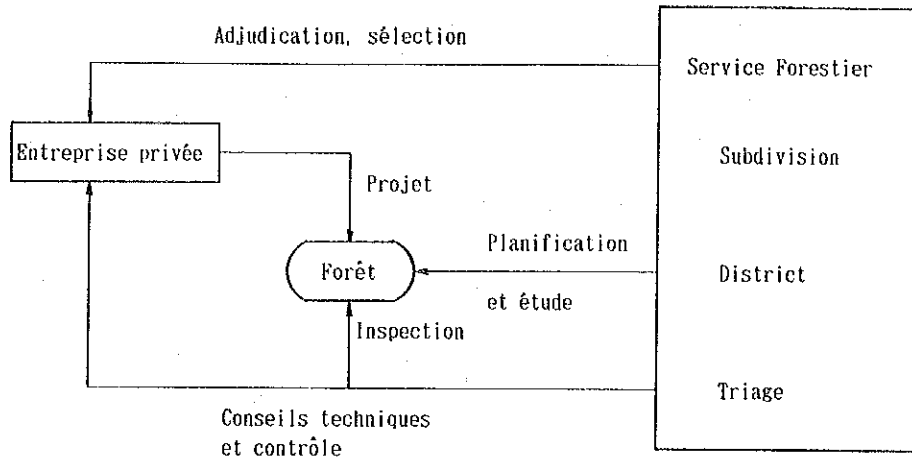 Adjudication, sélection
Service Forestier
Entreprise privée
Subdivision
Projet
Planification
Forêt
District
et étude
Inspection
Triage
Conseils techniques
et contrôle